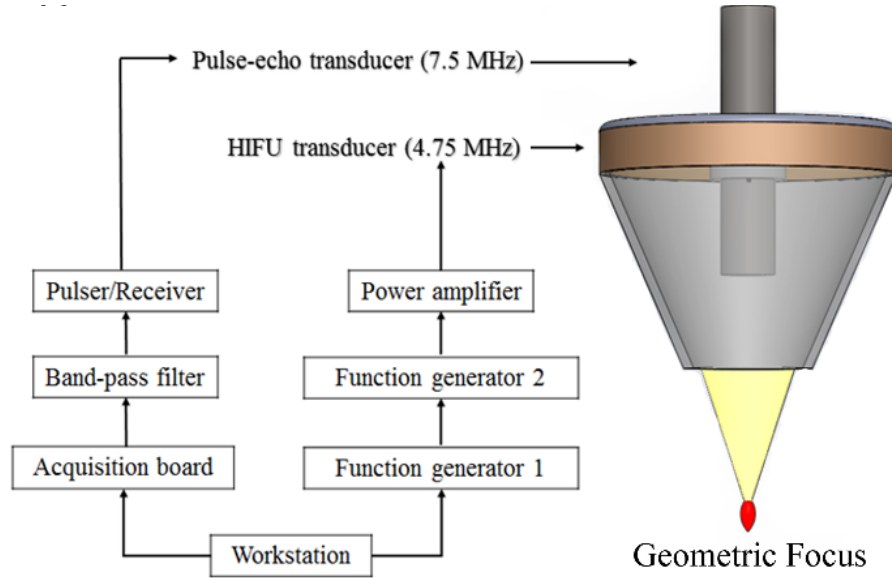 Pulse-echo transducer (7.5 MHz)
HIFU transducer (4.75 MHz)
Pulser/Receiver
Power amplifier
Band-pass filter
Function generator 2
Acquisition board
Function generator 1
Workstation
Geometric Focus